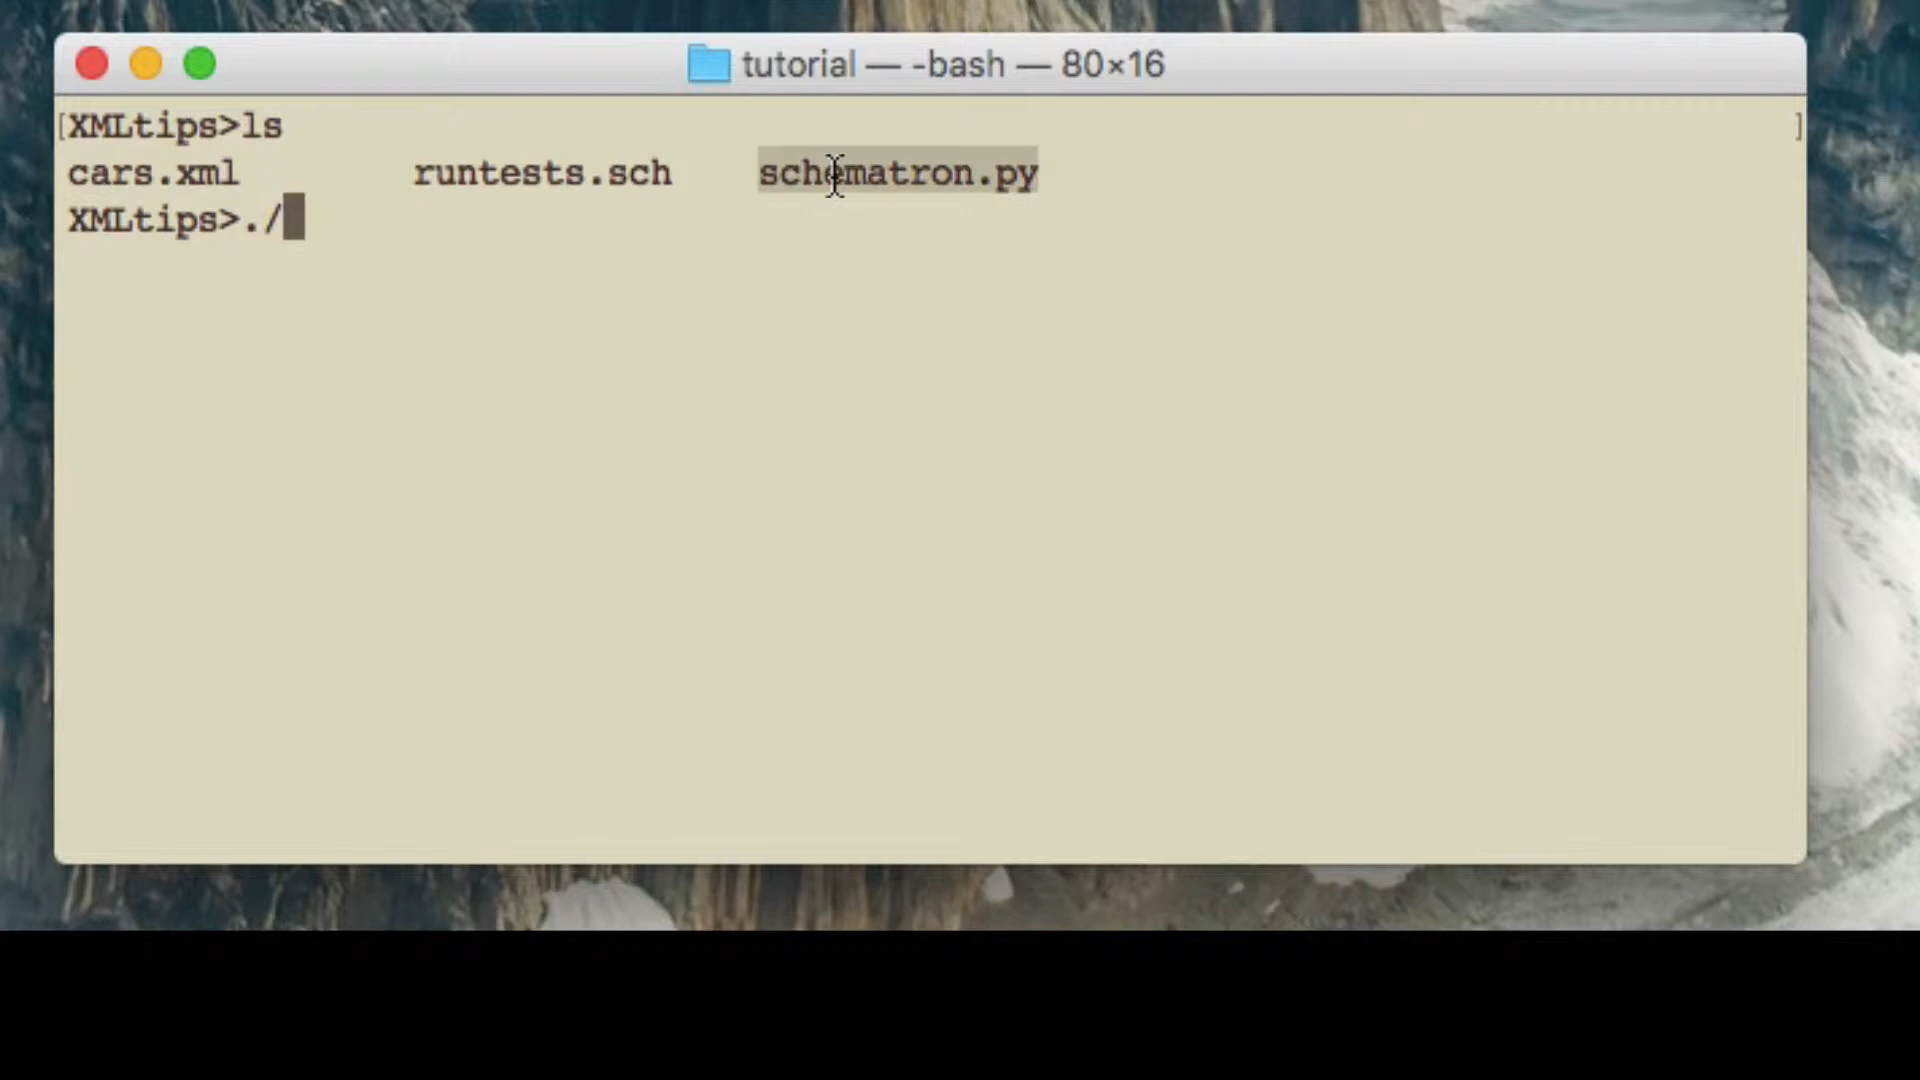 tutorial — -bash — 80×16
[XMLtips>ls ]
cars.xml runtests.sch schematron.py
XMLtips>./